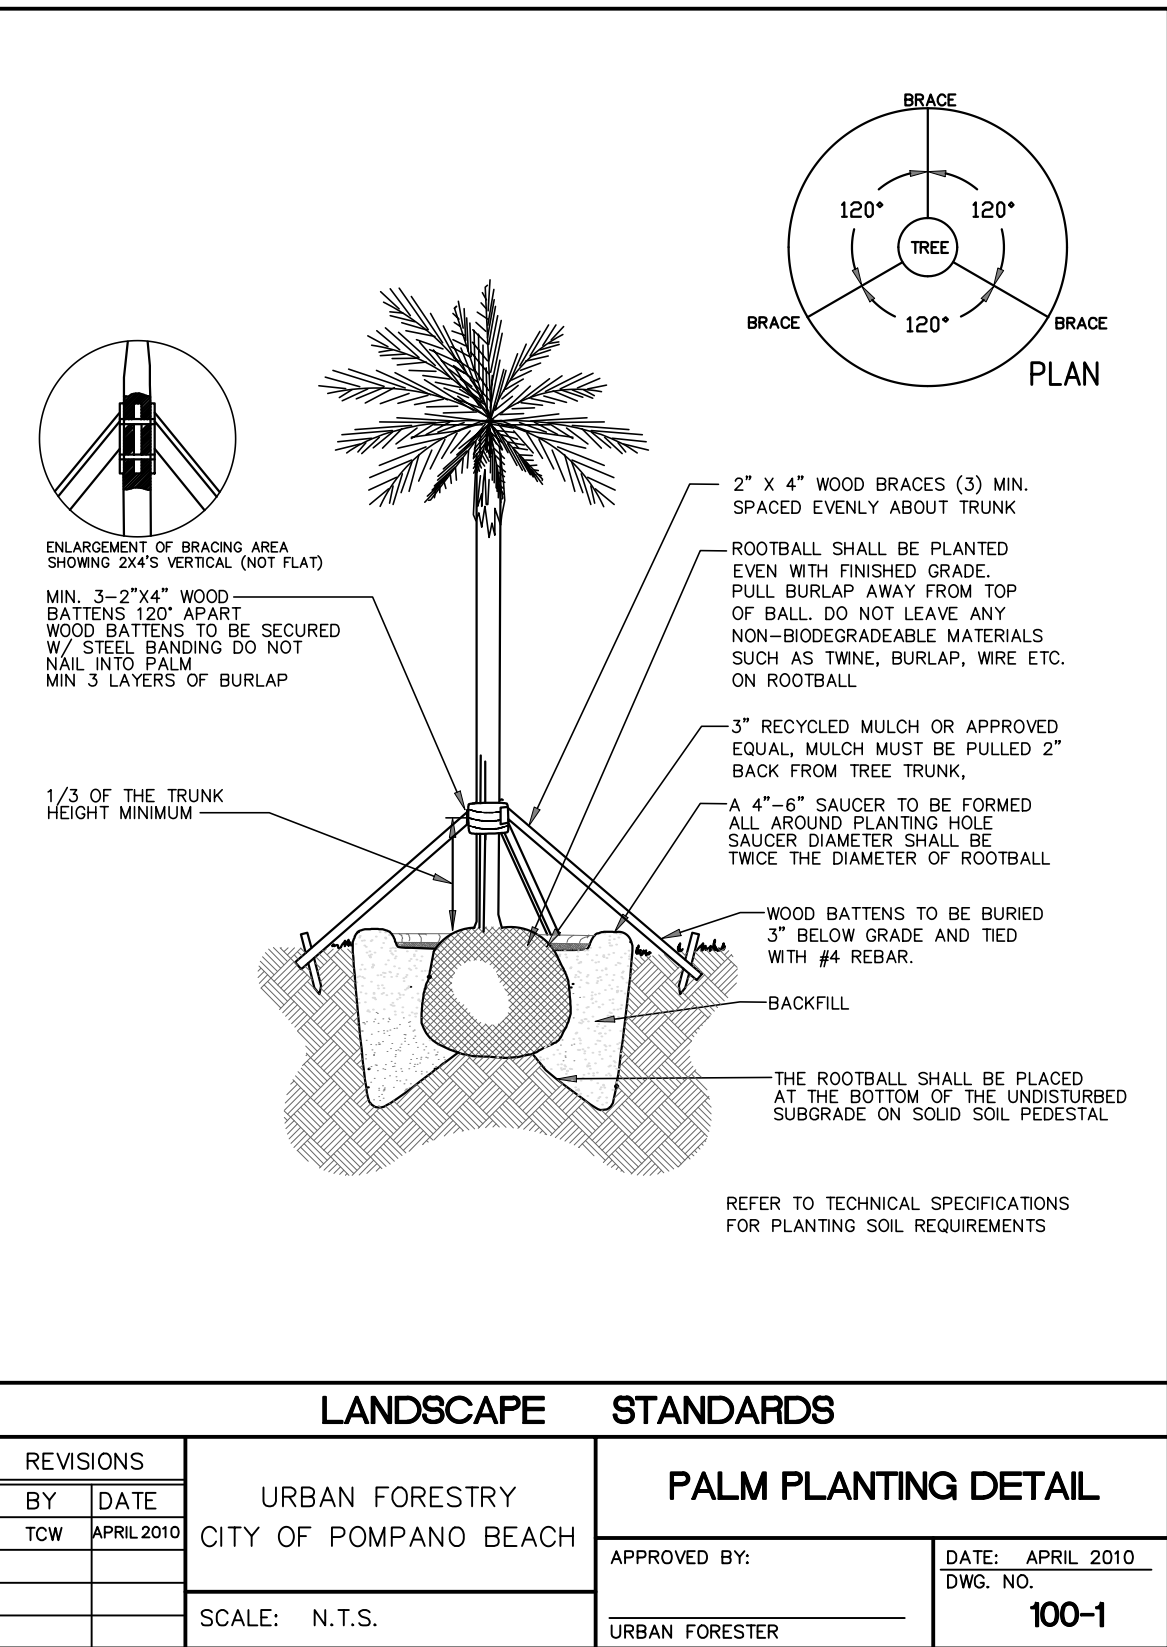 BRACE
120°
120°
TREE
BRACE
120°
BRACE
PLAN
ENLARGEMENT OF BRACING AREA
SHOWING 2X4'S VERTICAL (NOT FLAT)
MIN. 3-2"X4" WOOD
BATTENS 120° APART
WOOD BATTENS TO BE SECURED
W/ STEEL BANDING DO NOT
NAIL INTO PALM
MIN 3 LAYERS OF BURLAP
1/3 OF THE TRUNK
HEIGHT MINIMUM
2" X 4" WOOD BRACES (3) MIN.
SPACED EVENLY ABOUT TRUNK
ROOTBALL SHALL BE PLANTED
EVEN WITH FINISHED GRADE.
PULL BURLAP AWAY FROM TOP
OF BALL. DO NOT LEAVE ANY
NON-BIODEGRADEABLE MATERIALS
SUCH AS TWINE, BURLAP, WIRE ETC.
ON ROOTBALL
3" RECYCLED MULCH OR APPROVED
EQUAL, MULCH MUST BE PULLED 2"
BACK FROM TREE TRUNK,
A 4"-6" SAUCER TO BE FORMED
ALL AROUND PLANTING HOLE
SAUCER DIAMETER SHALL BE
TWICE THE DIAMETER OF ROOTBALL
WOOD BATTENS TO BE BURIED
3" BELOW GRADE AND TIED
WITH #4 REBAR.
BACKFILL
THE ROOTBALL SHALL BE PLACED
AT THE BOTTOM OF THE UNDISTURBED
SUBGRADE ON SOLID SOIL PEDESTAL
REFER TO TECHNICAL SPECIFICATIONS
FOR PLANTING SOIL REQUIREMENTS
LANDSCAPE STANDARDS
REVISIONS
BY DATE
TCW APRIL 2010
URBAN FORESTRY
CITY OF POMPANO BEACH
SCALE: N.T.S.
PALM PLANTING DETAIL
APPROVED BY:
URBAN FORESTER
DATE: APRIL 2010
DWG. NO.
100-1